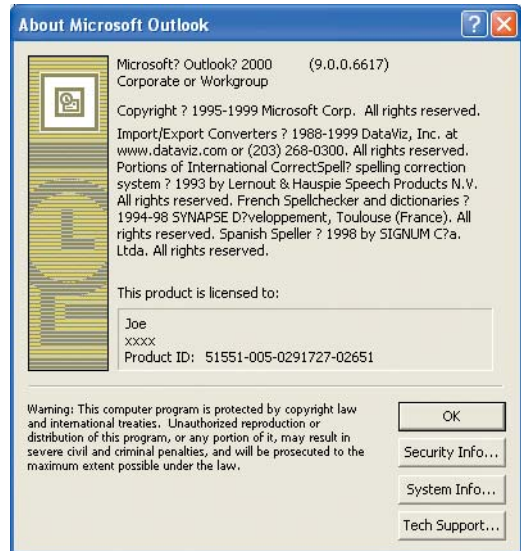 About Microsoft Outlook
Microsoft? Outlook? 2000 (9.0.0.6617)
Corporate or Workgroup
Copyright ? 1995-1999 Microsoft Corp. All rights reserved.
Import/Export Converters ? 1988-1999 DataViz, Inc. at
www.dataviz.com or (203) 268-0300. All rights reserved.
Portions of International CorrectSpell? spelling correction
system ? 1993 by Lernout & Hauspie Speech Products N.V.
All rights reserved. French Spellchecker and dictionaries ?
1994-98 SYNAPSE D?veloppement, Toulouse (France). All
rights reserved. Spanish Speller ? 1998 by SIGNUM C?a.
Ltda. All rights reserved.
This product is licensed to:
Joe
xxxx
Product ID: 51551-005-0291727-02651
Warning: This computer program is protected by copyright law
and international treaties. Unauthorized reproduction or
distribution of this program, or any portion of it, may result in
severe civil and criminal penalties, and will be prosecuted to the
maximum extent possible under the law.
OK
Security Info...
System Info...
Tech Support...